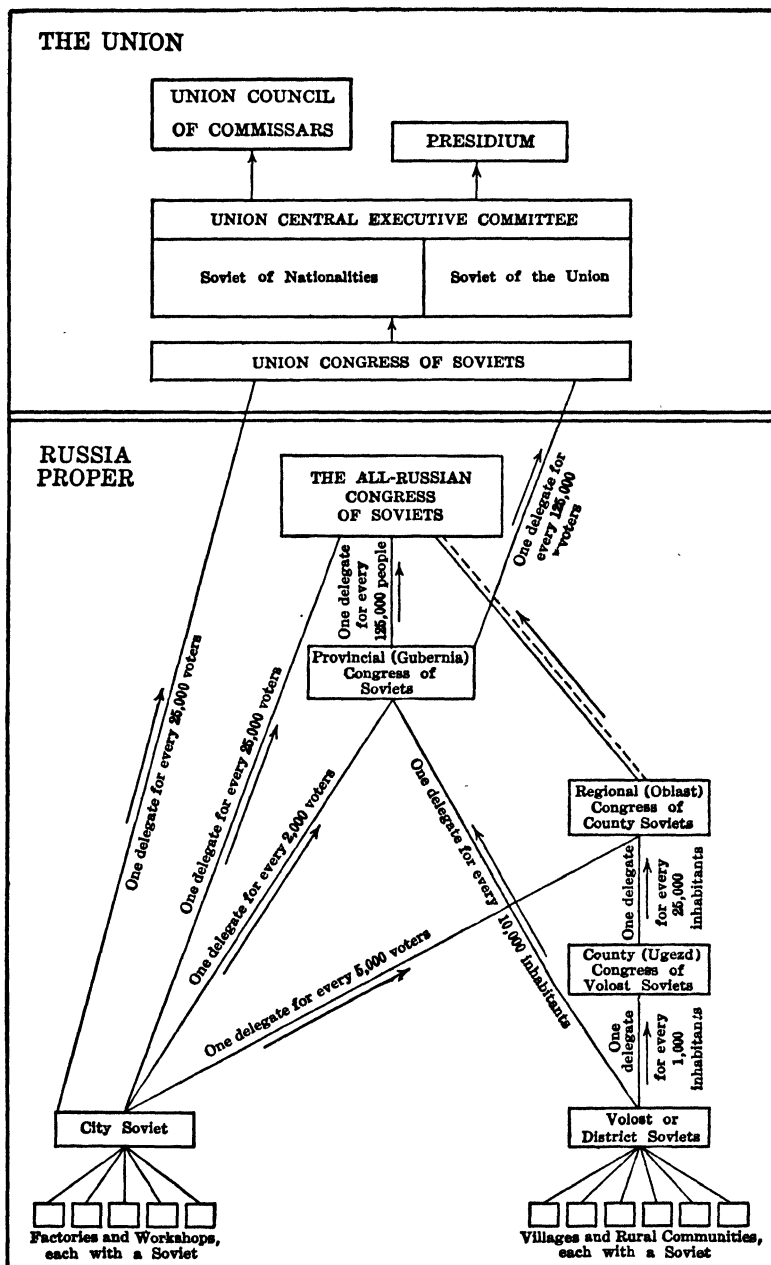 THE UNION
UNION COUNCIL
OF COMMISSARS
PRESIDIUM
UNION CENTRAL EXECUTIVE COMMITTEE
Soviet of Nationalities
Soviet of the Union
UNION CONGRESS OF SOVIETS
RUSSIA
PROPER
THE ALL-RUSSIAN
CONGRESS
OF SOVIETS
One delegate for
every 125,000
voters
One delegate
for every
125,000 people
Provincial (Gubernia)
Congress of
Soviets
One delegate for every 25,000 voters
One delegate for every 25,000 voters
One delegate for every 2,000 voters
One delegate for every 10,000 inhabitants
One delegate for every 5,000 voters
Regional (Oblast)
Congress of
County Soviets
One delegate
for every
25,000
inhabitants
County (Ugezd)
Congress of
Volost Soviets
One
delegate
for every
1,000
inhabitants
City Soviet
Volost or
District Soviets
Factories and Workshops,
each with a Soviet
Villages and Rural Communities,
each with a Soviet